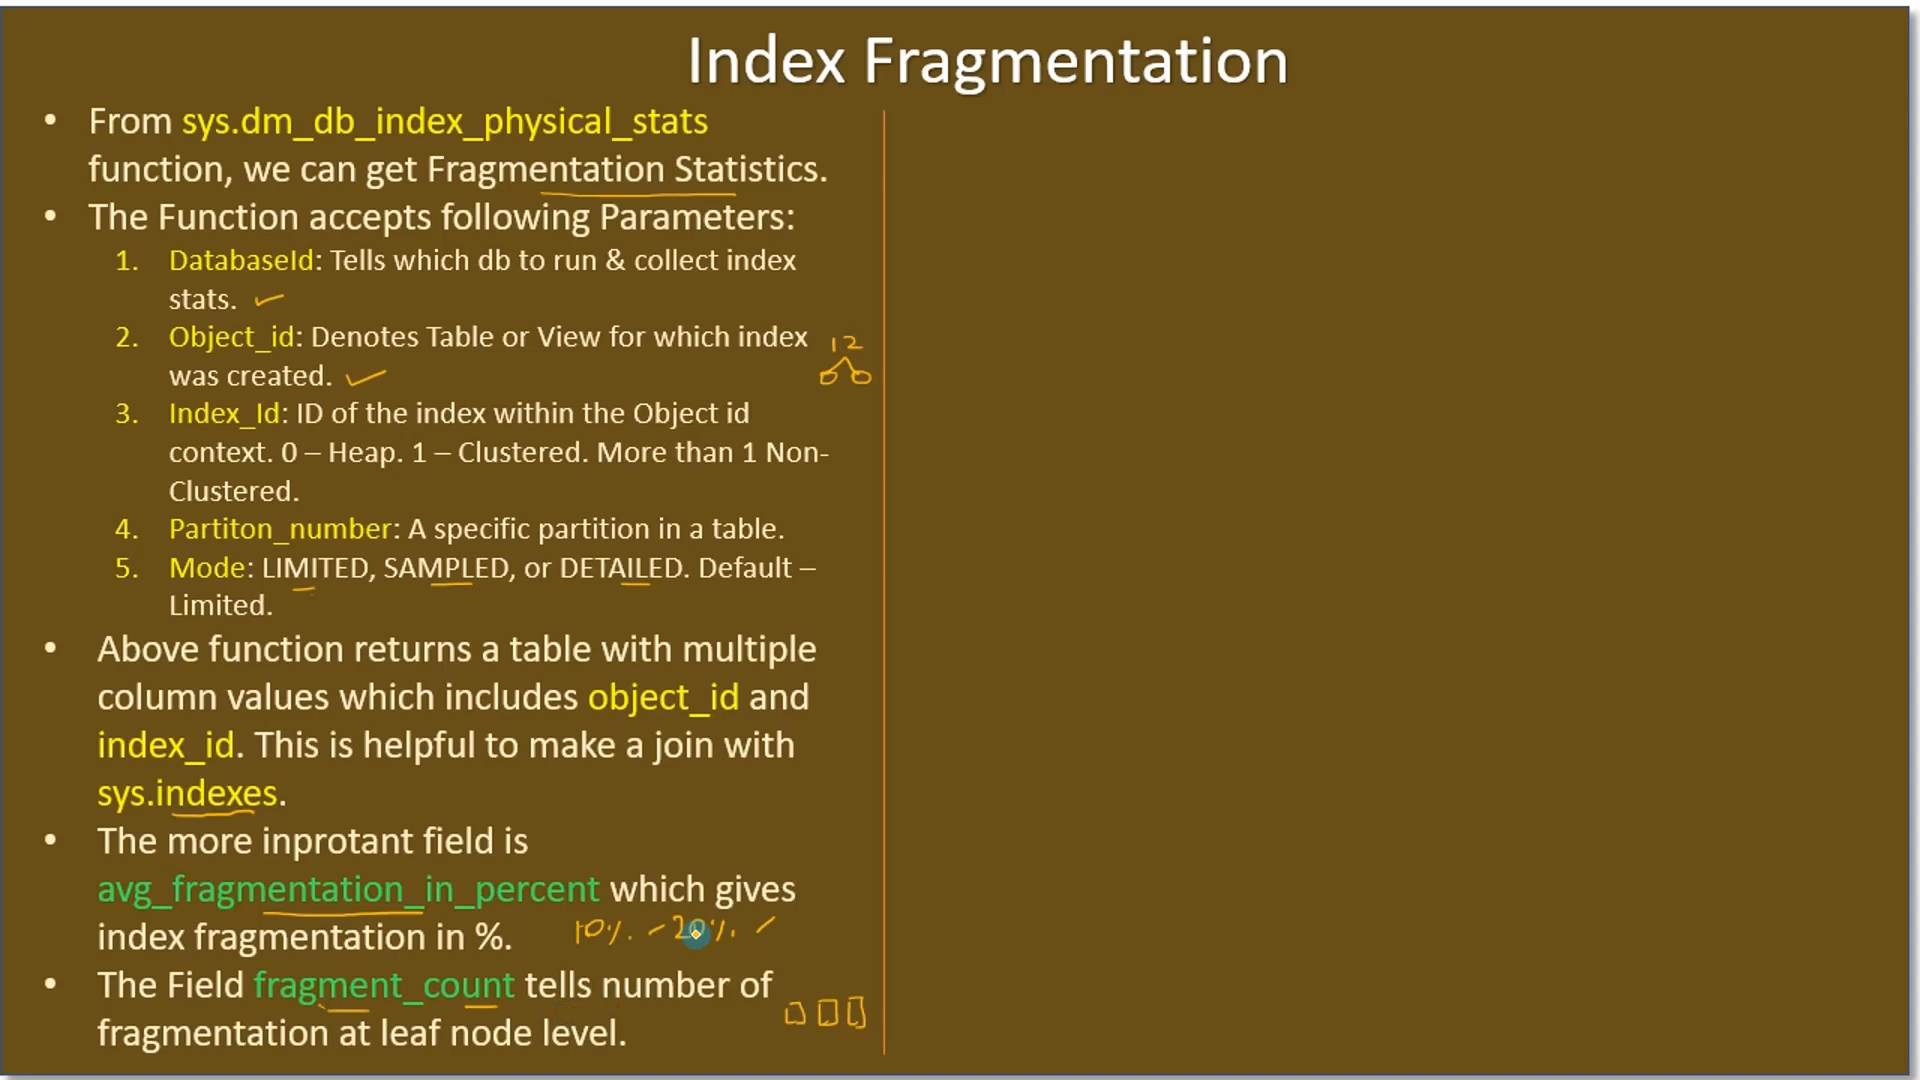 Index Fragmentation
• From sys.dm_db_index_physical_stats
function, we can get Fragmentation Statistics.
• The Function accepts following Parameters:
1. DatabaseId: Tells which db to run & collect index
stats.
2. Object_id: Denotes Table or View for which index
was created.
12
3. Index_Id: ID of the index within the Object id
context. 0 – Heap. 1 – Clustered. More than 1 Non-
Clustered.
4. Partiton_number: A specific partition in a table.
5. Mode: LIMITED, SAMPLED, or DETAILED. Default –
Limited.
• Above function returns a table with multiple
column values which includes object_id and
index_id. This is helpful to make a join with
sys.indexes.
• The more inprotant field is
avg_fragmentation_in_percent which gives
index fragmentation in %.
10% - 20%
• The Field fragment_count tells number of
fragmentation at leaf node level.